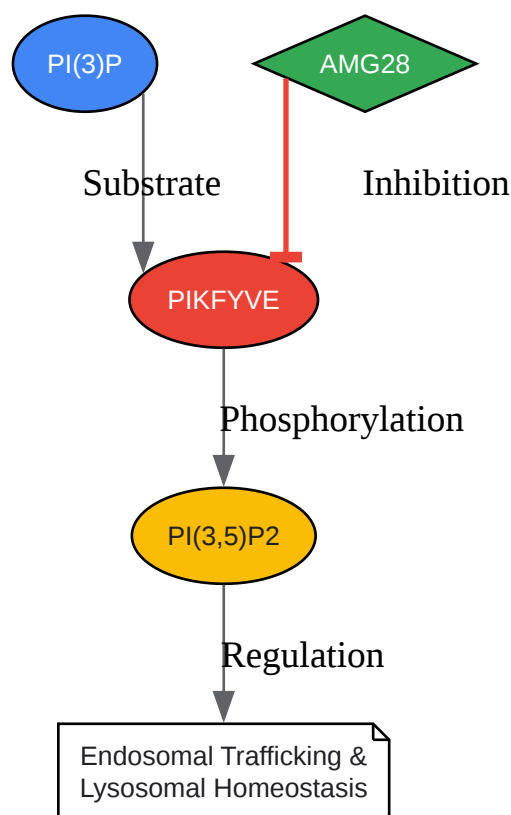 PI(3)P
AMG28
Substrate
Inhibition
PIKFYVE
Phosphorylation
PI(3,5)P2
Regulation
Endosomal Trafficking &
Lysosomal Homeostasis